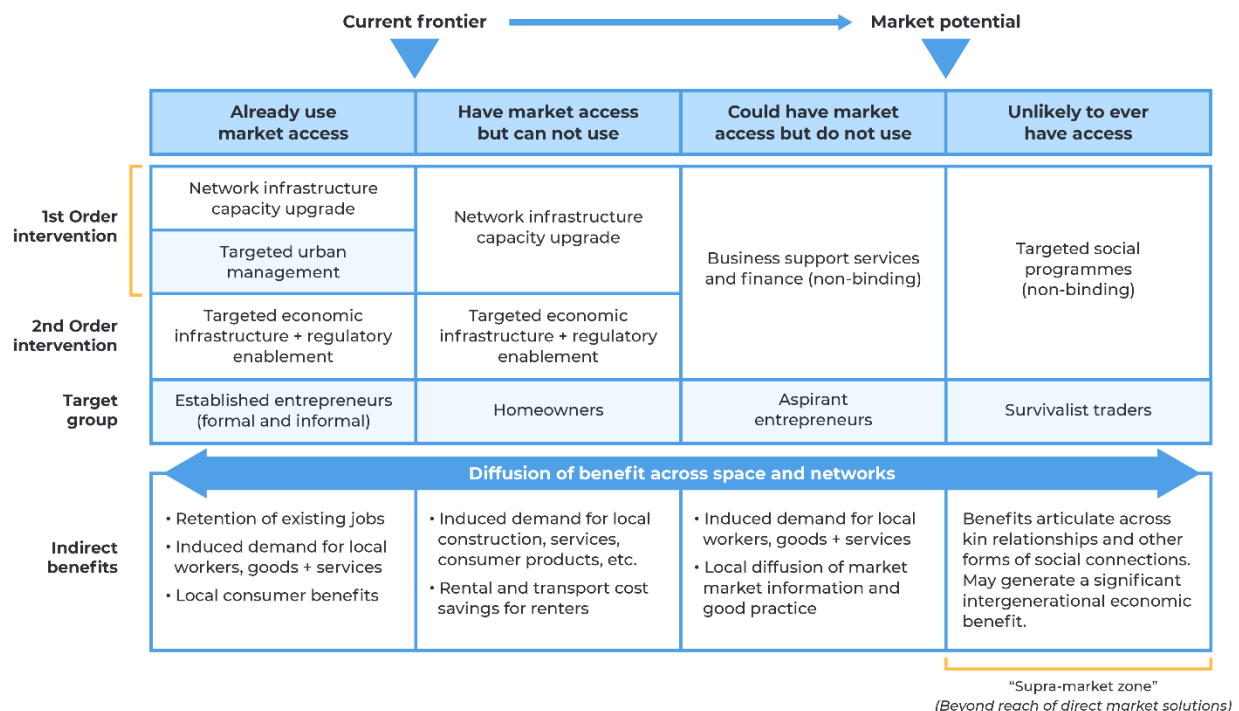 Current frontier
Market potential
Already use
market access
Have market access
but can not use
Could have market
access but do not use
Unlikely to ever
have access
1st Order
intervention
Network infrastructure
capacity upgrade
Targeted urban
management
Network infrastructure
capacity upgrade
Business support services
and finance (non-binding)
Targeted social
programmes
(non-binding)
2nd Order
intervention
Targeted economic
infrastructure + regulatory
enablement
Targeted economic
infrastructure + regulatory
enablement
Target
group
Established entrepreneurs
(formal and informal)
Homeowners
Aspirant
entrepreneurs
Survivalist traders
Diffusion of benefit across space and networks
Indirect
benefits
• Retention of existing jobs
• Induced demand for local
workers, goods + services
• Local consumer benefits
• Induced demand for local
construction, services,
consumer products, etc.
• Rental and transport cost
savings for renters
• Induced demand for local
workers, goods + services
• Local diffusion of market
market information and
good practice
Benefits articulate across
kin relationships and other
forms of social connections.
May generate a significant
intergenerational economic
benefit.
“Supra-market zone”
(Beyond reach of direct market solutions)